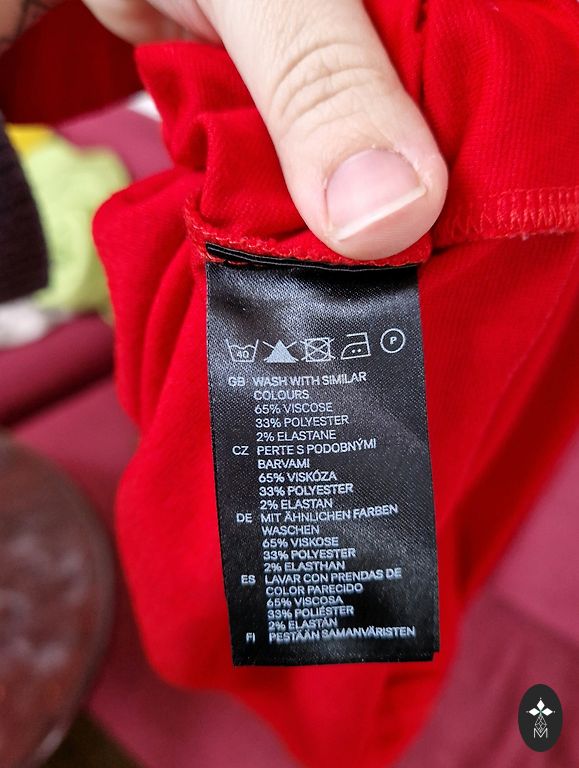 40
P
GB WASH WITH SIMILAR
COLOURS
65% VISCOSE
33% POLYESTER
2% ELASTANE
CZ PERTE S PODOBNÝMI
BARVAMI
65% VISKÓZA
33% POLYESTER
2% ELASTAN
DE MIT ÄHNLICHEN FARBEN
WASCHEN
65% VISKOSE
33% POLYESTER
2% ELASTHAN
ES LAVAR CON PRENDAS DE
COLOR PARECIDO
65% VISCOSA
33% POLIÉSTER
2% ELASTÁN
FI PESTÄÄN SAMANVÄRISTEN
M